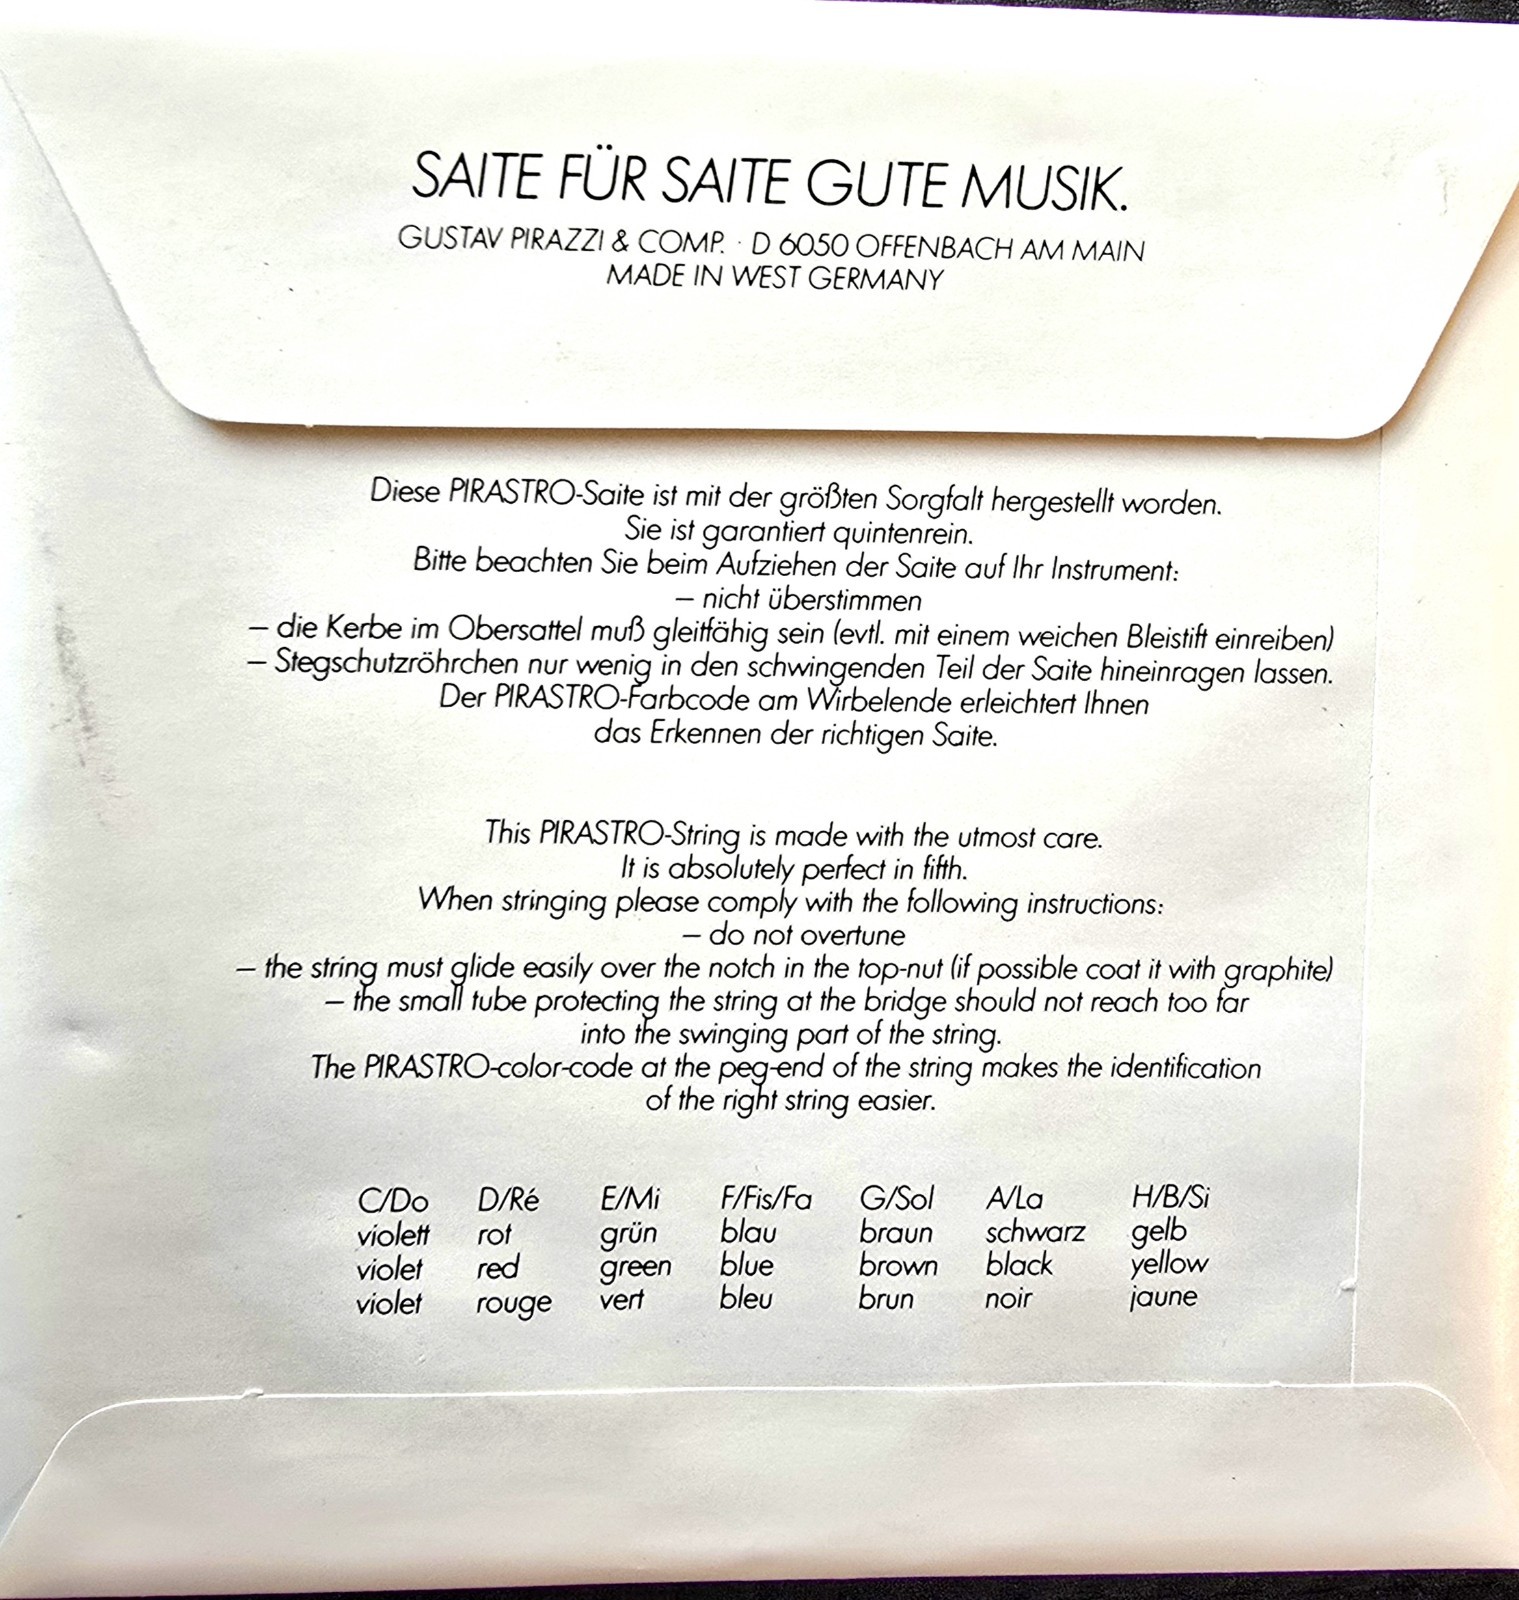 SAITE FÜR SAITE GUTE MUSIK.
GUSTAV PIRAZZI & COMP. · D 6050 OFFENBACH AM MAIN
MADE IN WEST GERMANY
Diese PIRASTRO-Saite ist mit der größten Sorgfalt hergestellt worden.
Sie ist garantiert quintenrein.
Bitte beachten Sie beim Aufziehen der Saite auf Ihr Instrument:
– nicht überstimmen
– die Kerbe im Obersattel muß gleitfähig sein (evtl. mit einem weichen Bleistift einreiben)
– Stegschutzröhrchen nur wenig in den schwingenden Teil der Saite hineinragen lassen.
Der PIRASTRO-Farbcode am Wirbelende erleichtert Ihnen
das Erkennen der richtigen Saite.
This PIRASTRO-String is made with the utmost care.
It is absolutely perfect in fifth.
When stringing please comply with the following instructions:
– do not overtune
– the string must glide easily over the notch in the top-nut (if possible coat it with graphite)
– the small tube protecting the string at the bridge should not reach too far
into the swinging part of the string.
The PIRASTRO-color-code at the peg-end of the string makes the identification
of the right string easier.
C/Do D/Ré E/Mi F/Fis/Fa G/Sol A/La H/B/Si
violett rot grün blau braun schwarz gelb
violet red green blue brown black yellow
violet rouge vert bleu brun noir jaune